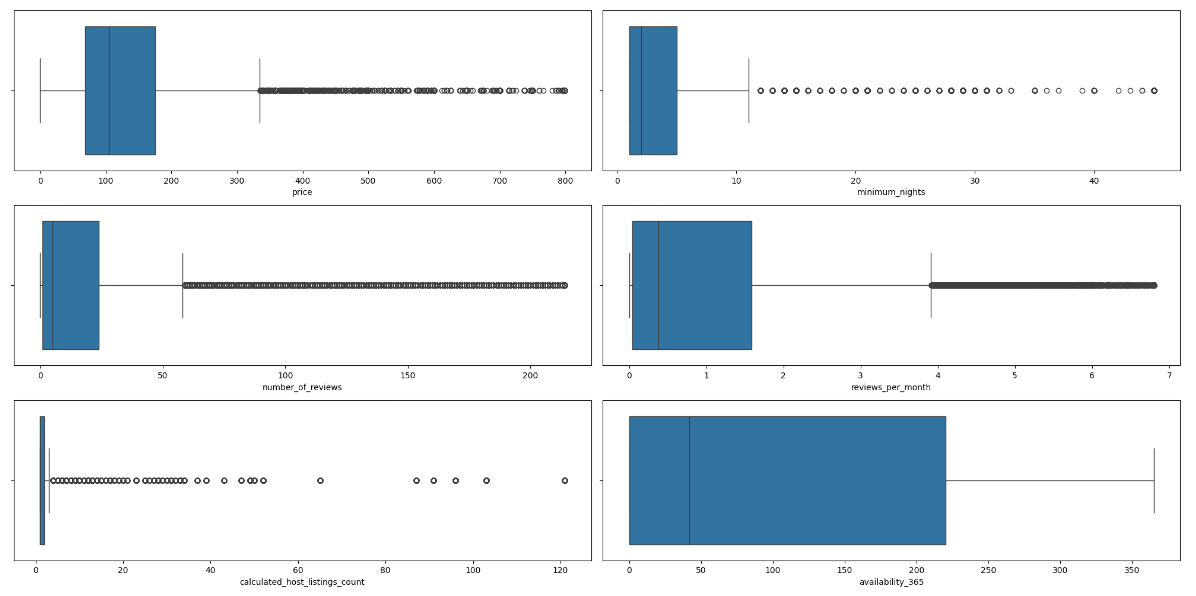 0 100 200 300 400 500 600 700 800
price
0 10 20 30 40
minimum_nights
0 50 100 150 200
number_of_reviews
0 1 2 3 4 5 6 7
reviews_per_month
0 20 40 60 80 100 120
calculated_host_listings_count
0 50 100 150 200 250 300 350
availability_365